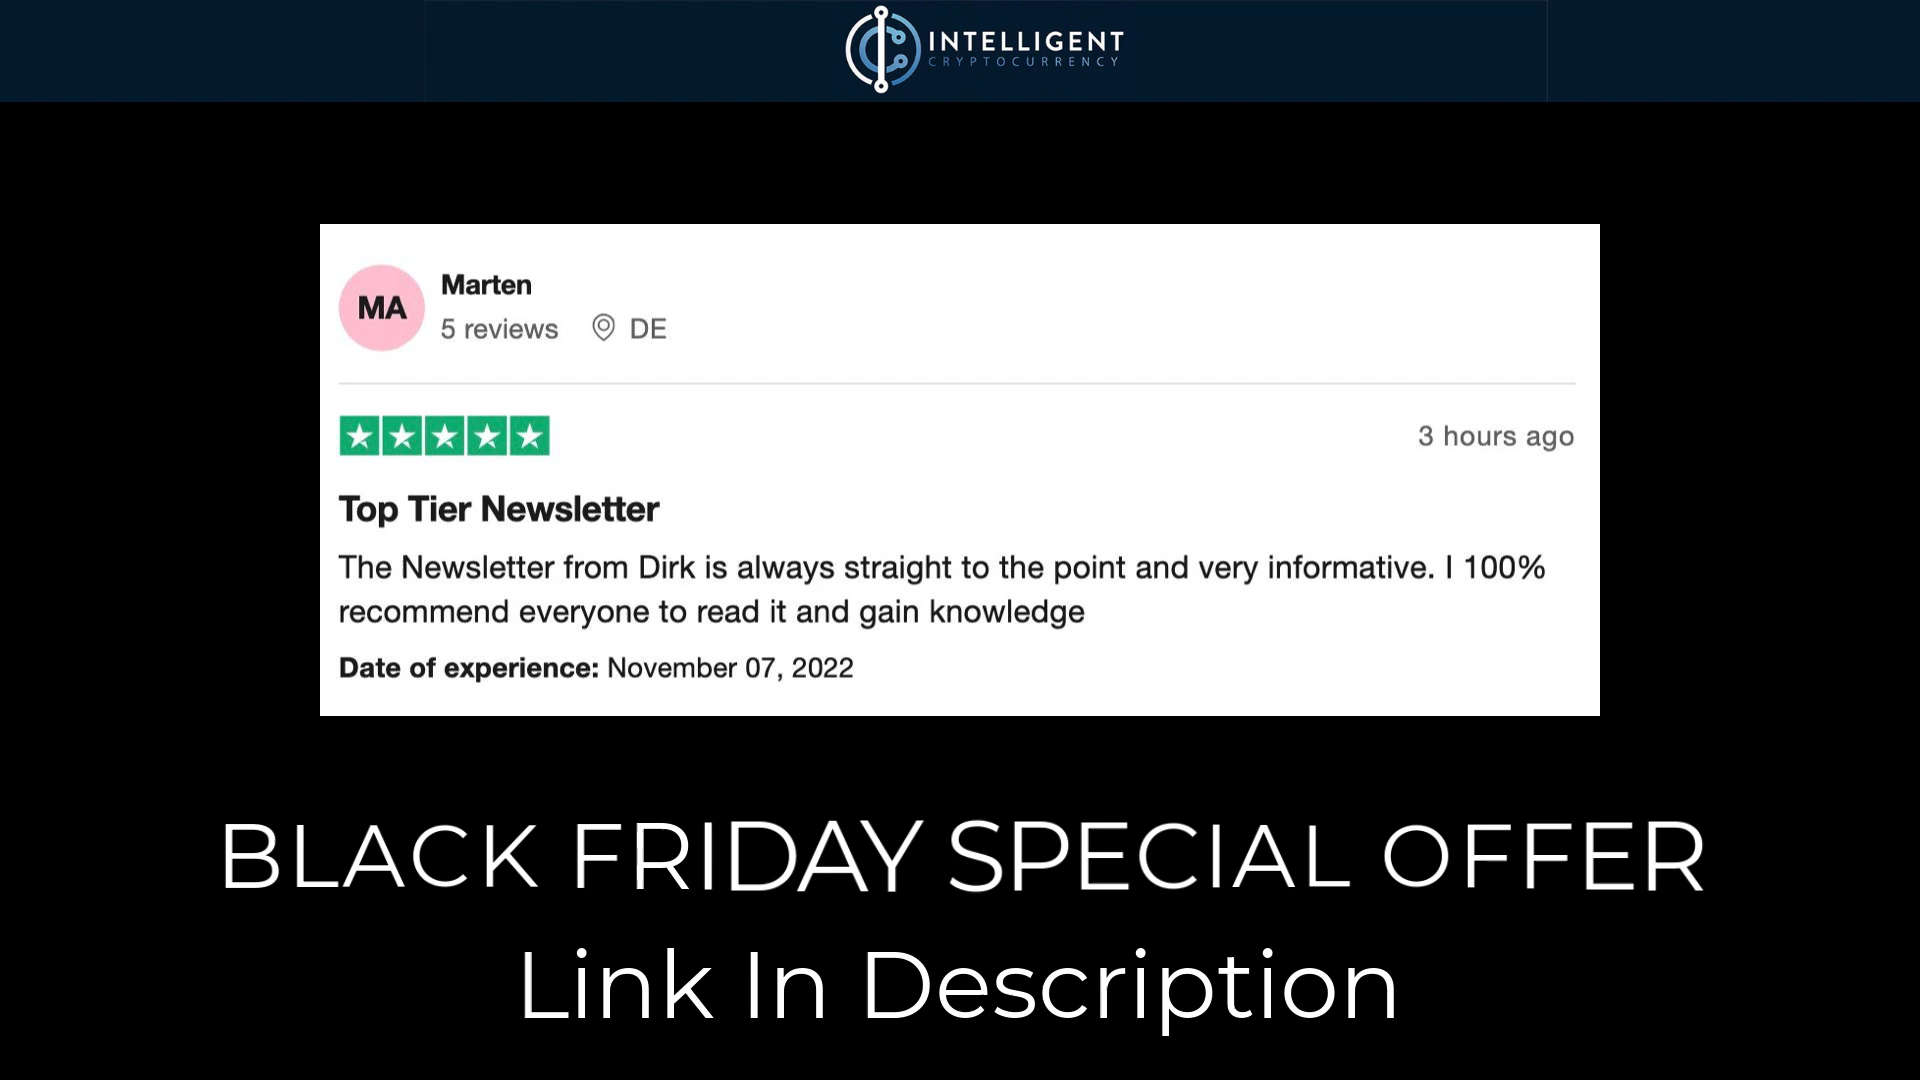 INTELLIGENT
CRYPTOCURRENCY
MA
Marten
5 reviews DE
3 hours ago
Top Tier Newsletter
The Newsletter from Dirk is always straight to the point and very informative. I 100%
recommend everyone to read it and gain knowledge
Date of experience: November 07, 2022
BLACK FRIDAY SPECIAL OFFER
Link In Description